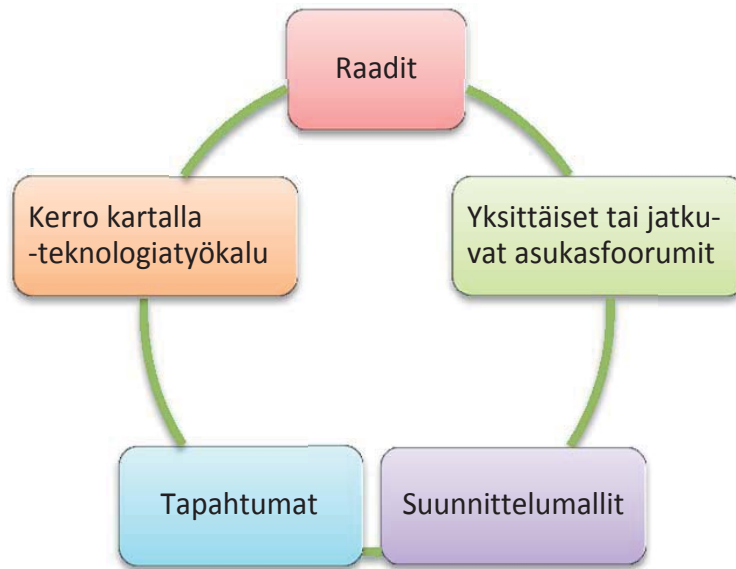 Raadit
Kerro kartalla
-teknologiatyökalu
Yksittäiset tai jatku-
vat asukasfoorumit
Tapahtumat
Suunnittelumallit